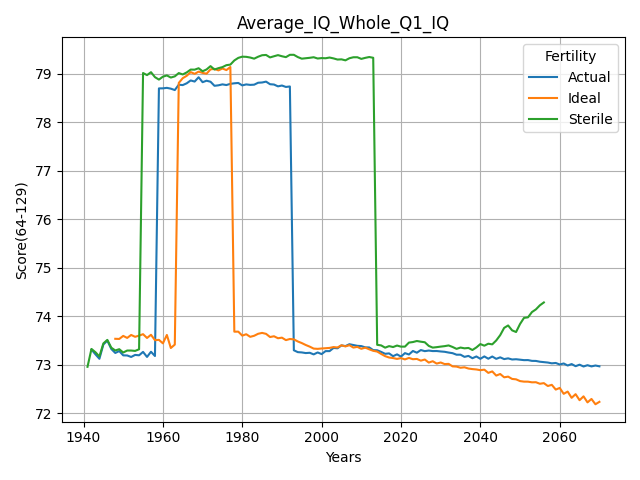 Average_IQ_Whole_Q1_IQ
Score(64-129)
79
78
77
76
75
74
73
72
Fertility
Actual
Ideal
Sterile
1940 1960 1980 2000 2020 2040 2060
Years